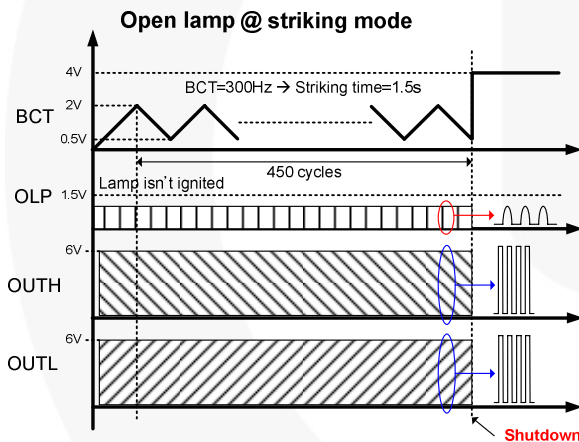 Open lamp @ striking mode
4V
BCT=300Hz → Striking time=1.5s
2V
BCT
0.5V
450 cycles
Lamp isn't ignited
OLP
1.5V
6V
OUTH
6V
OUTL
Shutdown